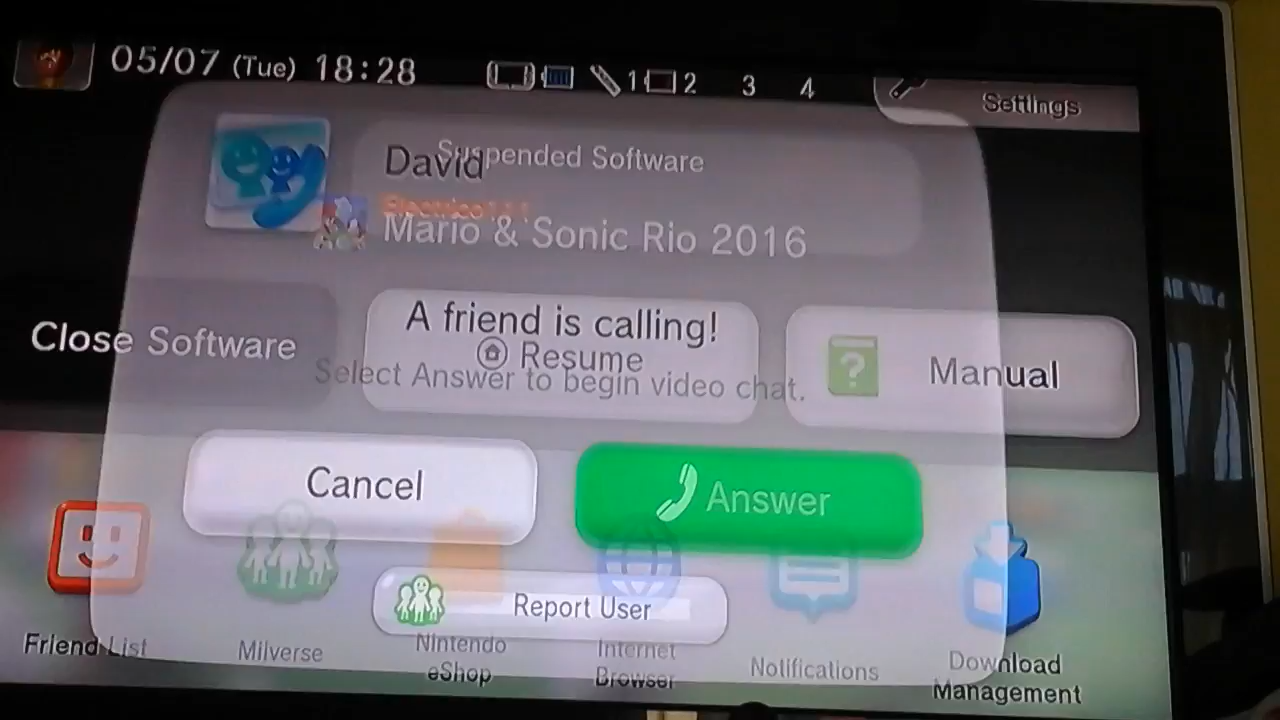 05/07 (Tue) 18:28
1 2 3 4
Settings
David
Suspended Software
Mario & Sonic Rio 2016
A friend is calling!
Close Software
Resume
Manual
Select Answer to begin video chat.
Cancel
Answer
Report User
Friend List
Miiverse
Nintendo eShop
Internet Browser
Notifications
Download Management